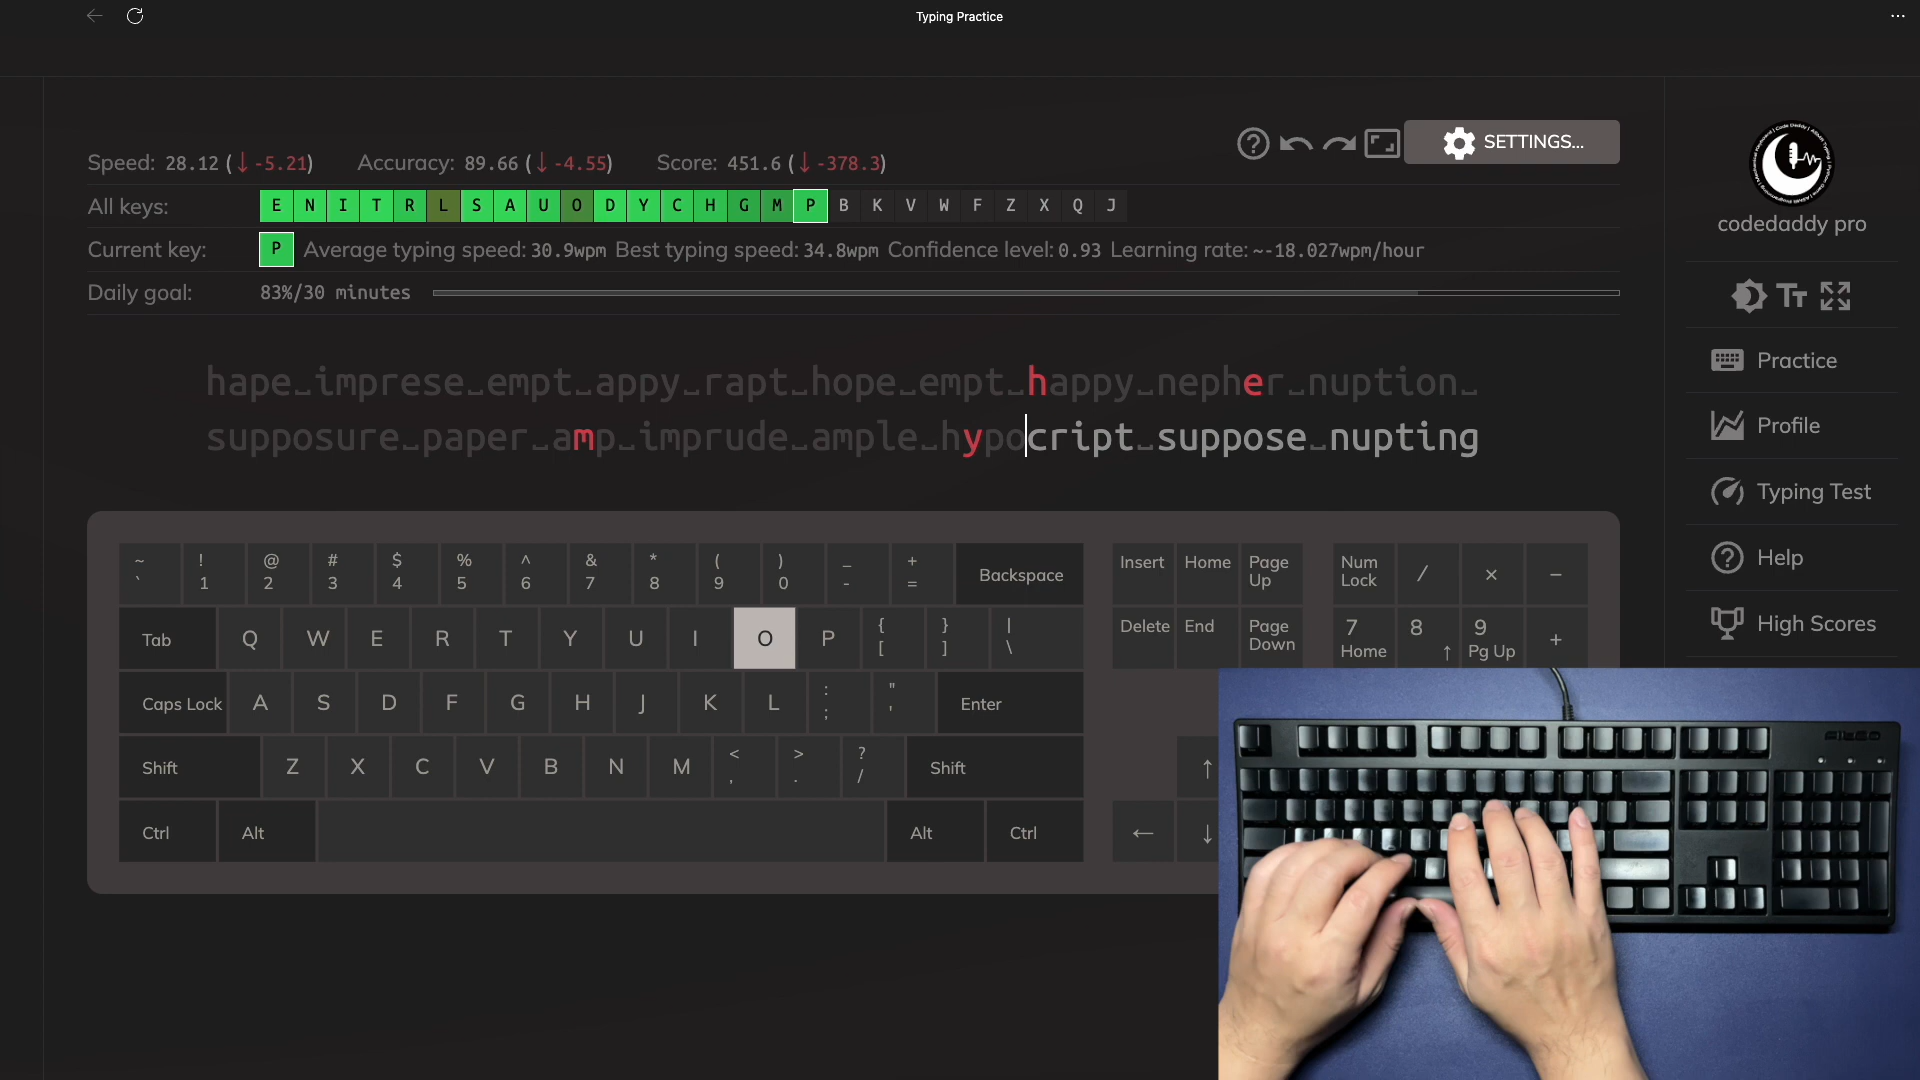 Typing Practice
Speed: 28.12 (↓-5.21) Accuracy: 89.66 (↓-4.55) Score: 451.6 (↓-378.3)
SETTINGS...
All keys: E N I T R L S A U O D Y C H G M P B K V W F Z X Q J
Current key: P Average typing speed: 30.9wpm Best typing speed: 34.8wpm Confidence level: 0.93 Learning rate: ~-18.027wpm/hour
Daily goal: 83%/30 minutes
hape␣imprese␣empt␣appy␣rapt␣hope␣empt␣happy␣nepher␣nuption␣
supposure␣paper␣amp␣imprude␣ample␣hypocript␣suppose␣nupting
~ ! @ # $ % ^ & * ( ) _ +
` 1 2 3 4 5 6 7 8 9 0 - = Backspace
Tab Q W E R T Y U I O P { [ } ] | \
Caps Lock A S D F G H J K L : ; " ' Enter
Shift Z X C V B N M < , > . ? / Shift
Ctrl Alt Alt Ctrl
Insert Home Page Up
Delete End Page Down
↑
← ↓
Num Lock / × −
7 Home 8 ↑ 9 Pg Up +
codedaddy pro
Practice
Profile
Typing Test
Help
High Scores